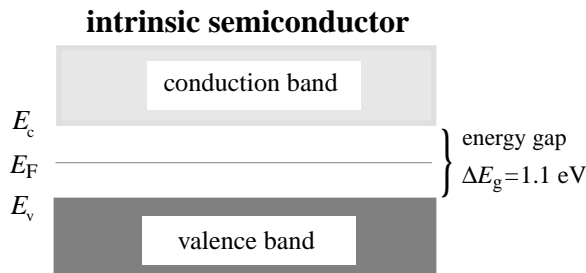 intrinsic semiconductor
conduction band
E_c
energy gap
E_F
ΔE_g=1.1 eV
E_v
valence band